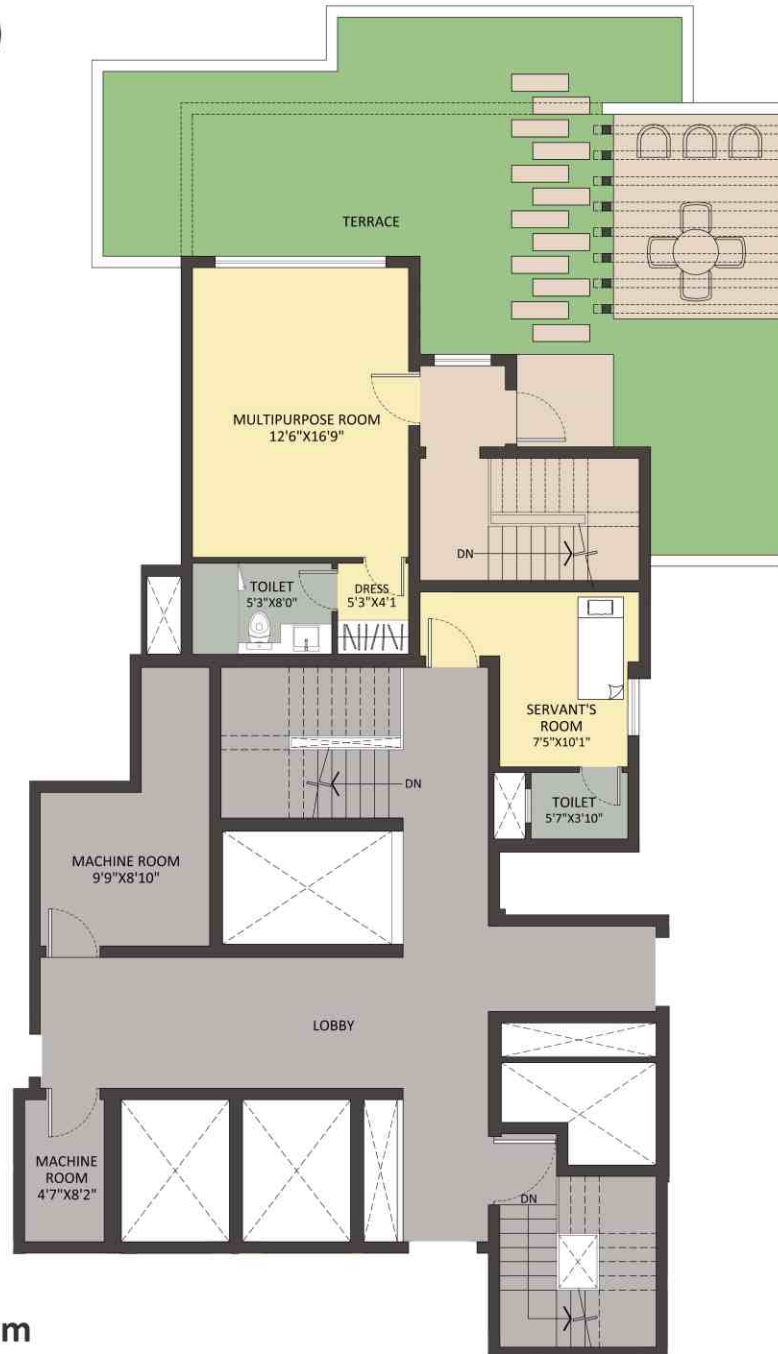 TERRACE
MULTIPURPOSE ROOM
12'6"X16'9"
DN
TOILET
5'3"X8'0"
DRESS
5'3"X4'1
SERVANT'S
ROOM
7'5"X10'1"
DN
TOILET
5'7"X3'10"
MACHINE ROOM
9'9"X8'10"
LOBBY
MACHINE
ROOM
4'7"X8'2"
DN
m